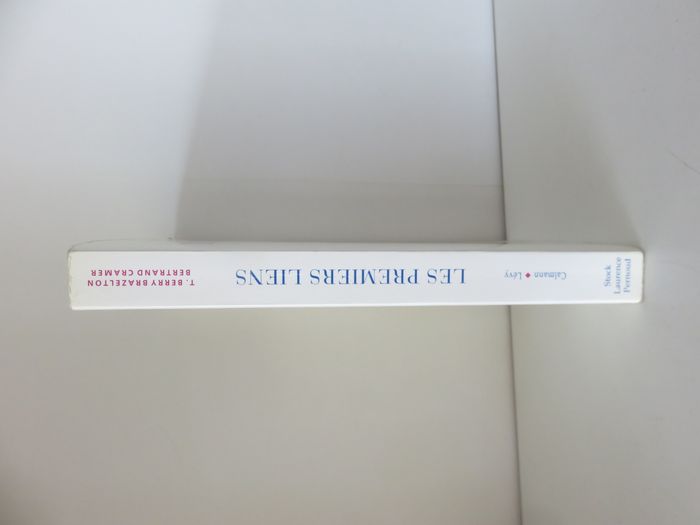 T. BERRY BRAZELTON
BERTRAND CRAMER
LES PREMIERS LIENS
Calmann ♦ Lévy
Stock
Laurence
Pernoud